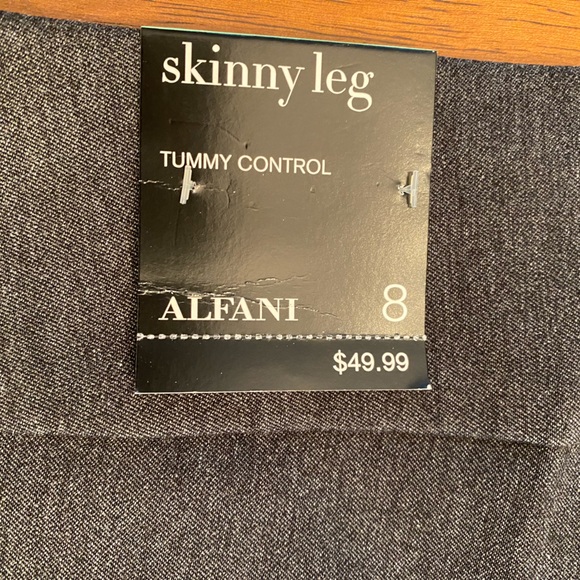 skinny leg
TUMMY CONTROL
ALFANI 8
$49.99